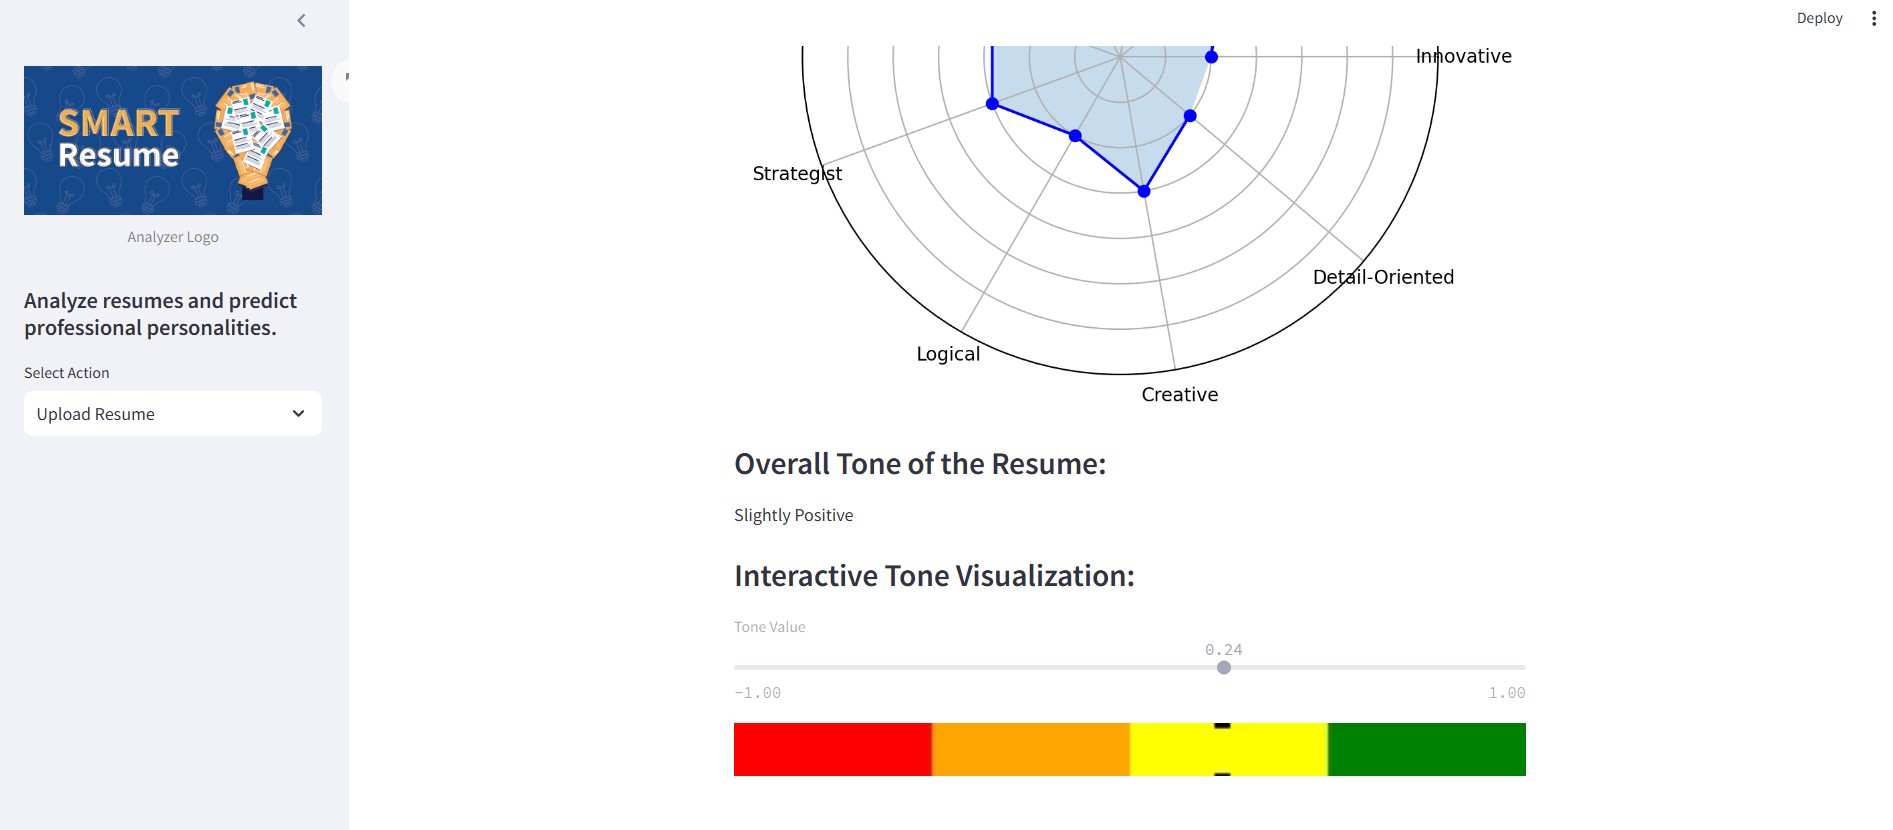 Deploy
SMART
Resume
Analyzer Logo
Analyze resumes and predict
professional personalities.
Select Action
Upload Resume
Innovative
Strategist
Detail-Oriented
Logical
Creative
Overall Tone of the Resume:
Slightly Positive
Interactive Tone Visualization:
Tone Value
0.24
-1.00
1.00